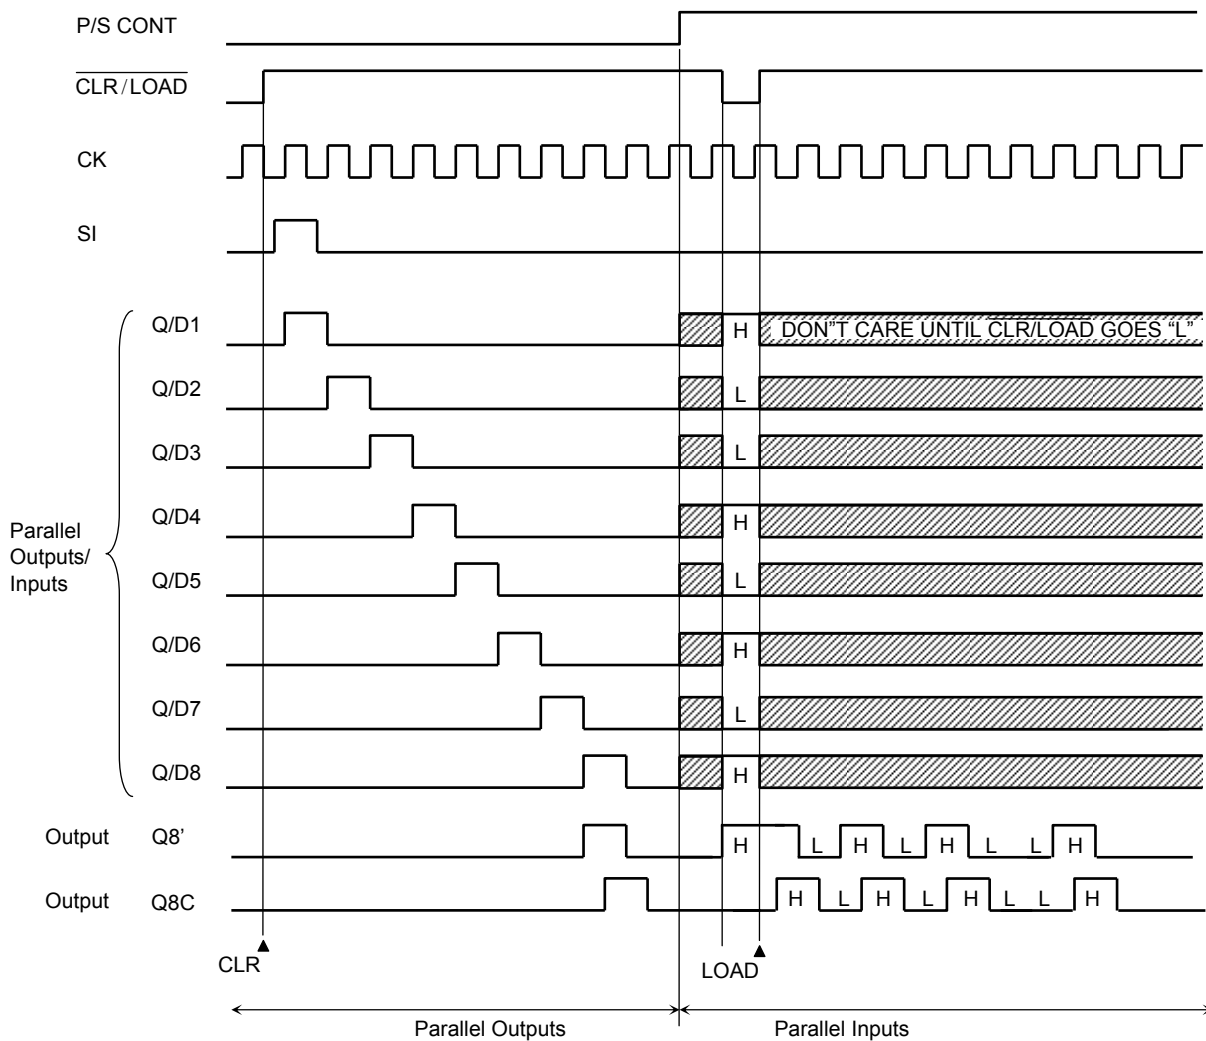 P/S CONT
CLR/LOAD
CK
SI
Q/D1 H DON"T CARE UNTIL CLR/LOAD GOES “L”
Q/D2 L
Q/D3 L
Q/D4 H
Parallel
Outputs/
Inputs
Q/D5 L
Q/D6 H
Q/D7 L
Q/D8 H
Output Q8’ H L H L H L L H
Output Q8C H L H L H L L H
CLR LOAD
Parallel Outputs Parallel Inputs